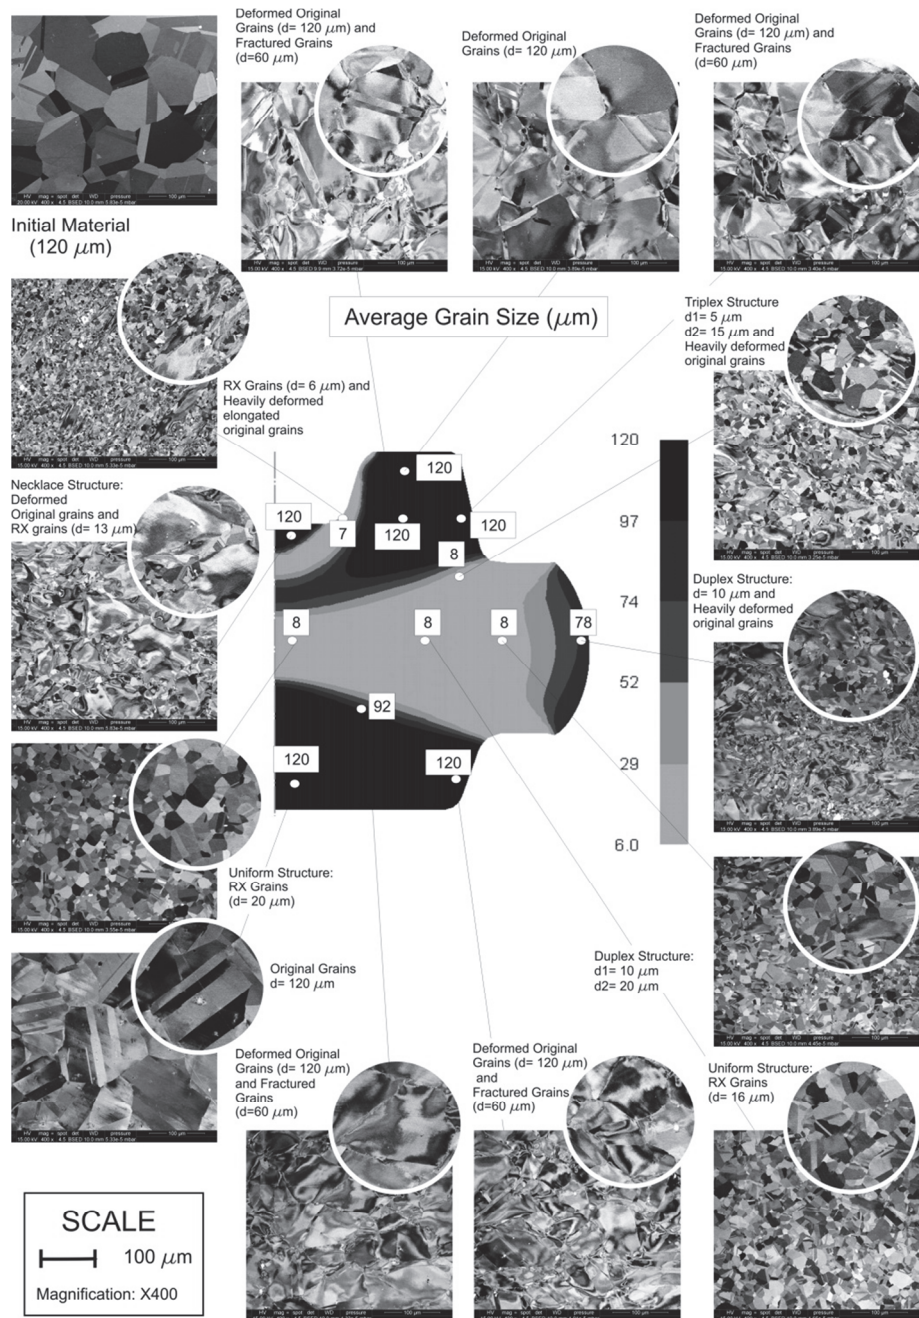 Deformed Original
Grains (d= 120 μm) and
Fractured Grains
(d=60 μm)
Deformed Original
Grains (d= 120 μm)
Deformed Original
Grains (d= 120 μm) and
Fractured Grains
(d=60 μm)
Initial Material
(120 μm)
Average Grain Size (μm)
Triplex Structure
d1= 5 μm
d2= 15 μm and
Heavily deformed
original grains
RX Grains (d= 6 μm) and
Heavily deformed
elongated
original grains
Necklace Structure:
Deformed
Original grains and
RX grains (d= 13 μm)
120
97
74
52
29
6.0
120
120
7
120
120
8
8
8
8
78
92
120
120
Duplex Structure:
d= 10 μm and
Heavily deformed
original grains
Uniform Structure:
RX Grains
(d= 20 μm)
Original Grains
d= 120 μm
Duplex Structure:
d1= 10 μm
d2= 20 μm
Deformed Original
Grains (d= 120 μm)
and Fractured
Grains
(d=60 μm)
Deformed Original
Grains (d= 120 μm)
and
Fractured Grains
(d=60 μm)
Uniform Structure:
RX Grains
(d= 16 μm)
SCALE
100 μm
Magnification: X400